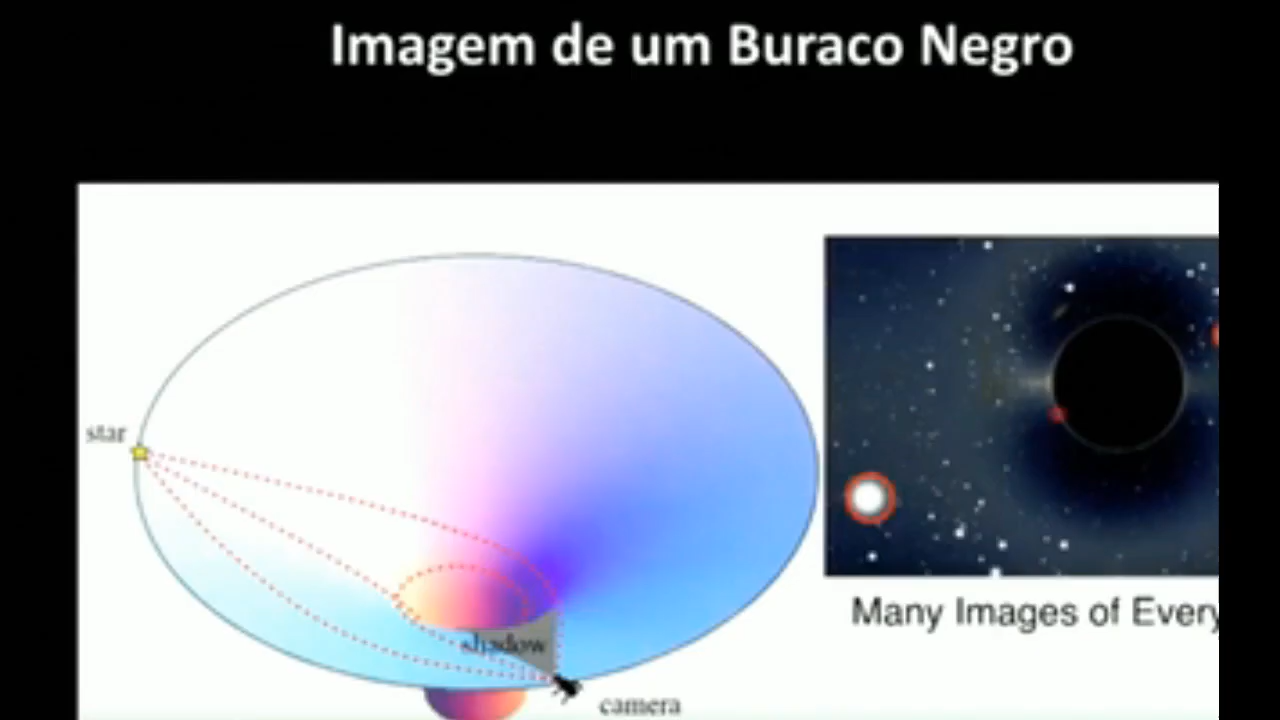 Imagem de um Buraco Negro
star
shadow
camera
Many Images of Every